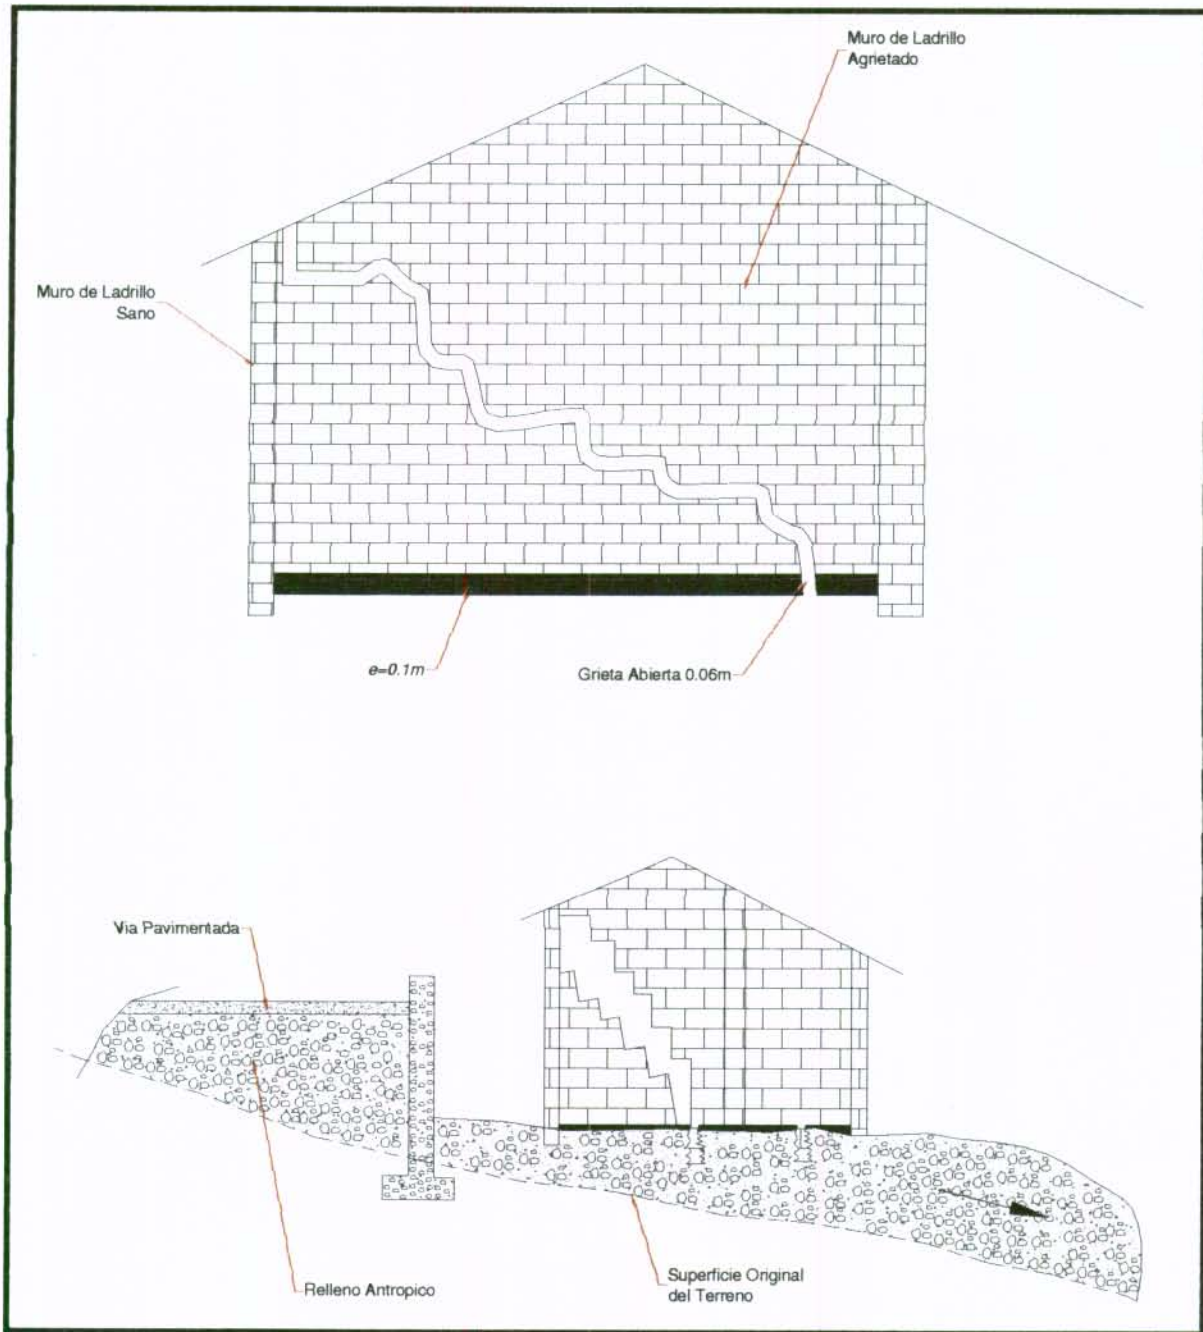 Muro de Ladrillo
Agrietado
Muro de Ladrillo
Sano
e=0.1m
Grieta Abierta 0.06m
Via Pavimentada
Relleno Antropico
Superficie Original
del Terreno